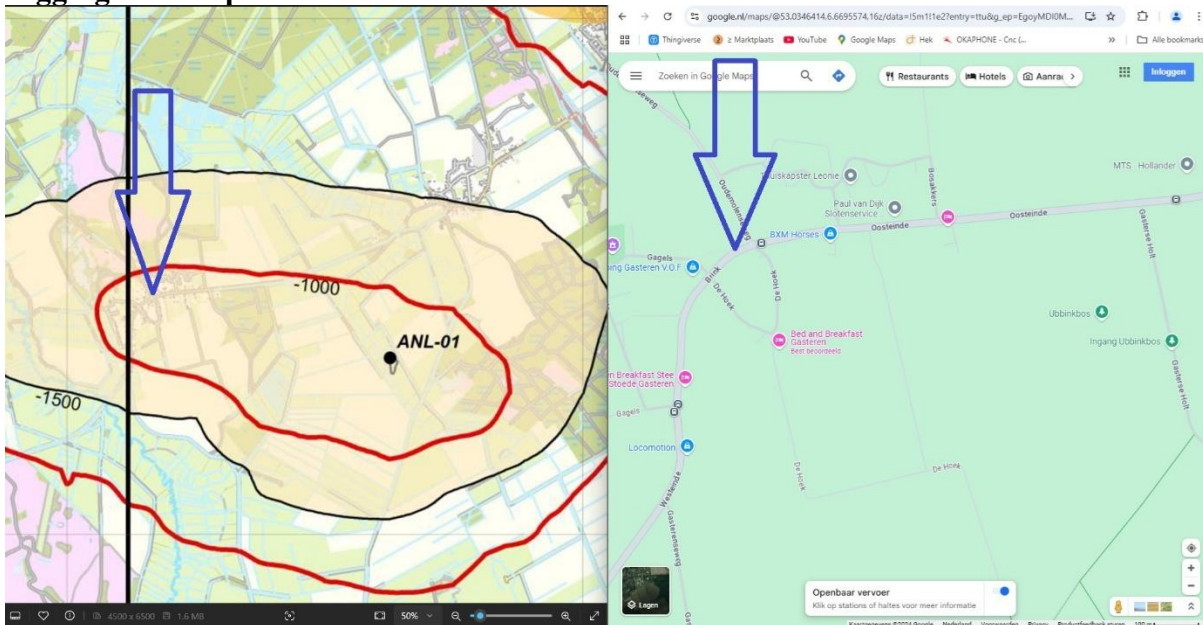 -1000
ANL-01
-1500
4500 x 6500
1.6 MB
50%
google.nl/maps/@53.0346414,6.6695574,16z/data=!5m1!1e2?entry=ttu&g_ep=EgoyMDI0M...
Thingiverse
≥ Marktplaats
YouTube
Google Maps
Hek
OKAPHONE - Cnc (...
»
Alle bookmarks
Zoeken in Google Maps
Restaurants
Hotels
Inloggen
MTS Hollander
Leonie
Oudemolenseweg
Paul van Dijk
Slotenservice
Bosakkers
Oosteinde
Oosteinde
BXM Horses
Gagels
Gasteren V.O.F
Brink
De Hoek
De Hoek
Gasterse Holt
Bed and Breakfast
Gasteren
Best beoordeeld
Ubbinkbos
Ingang Ubbinkbos
Breakfast Stee
Stoede Gasteren
Gagels
Gasterse Holt
Locomotion
Westeinde
De Hoek
De Hoek
Gasterenseweg
Lagen
Openbaar vervoer
Klik op stations of haltes voor meer informatie